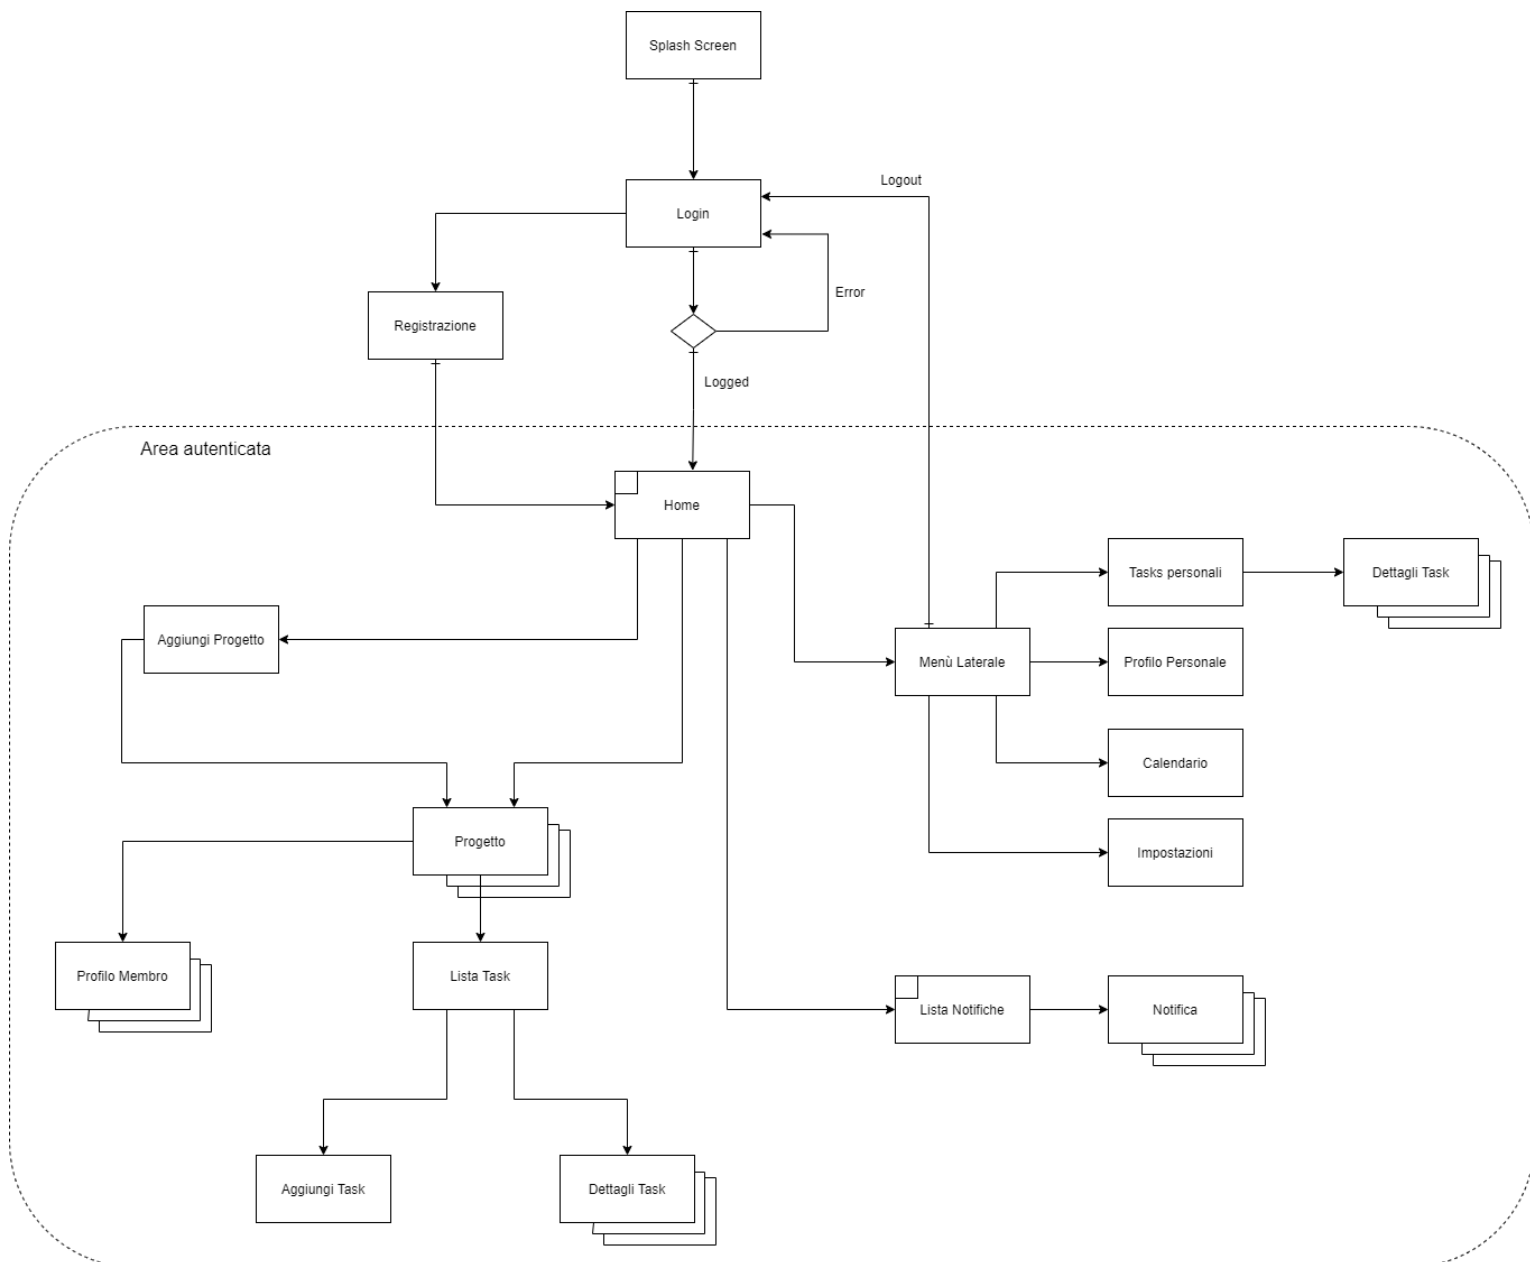 Splash Screen
Logout
Login
Error
Registrazione
Logged
Area autenticata
Home
Tasks personali
Dettagli Task
Aggiungi Progetto
Menù Laterale
Profilo Personale
Calendario
Progetto
Impostazioni
Profilo Membro
Lista Task
Lista Notifiche
Notifica
Aggiungi Task
Dettagli Task